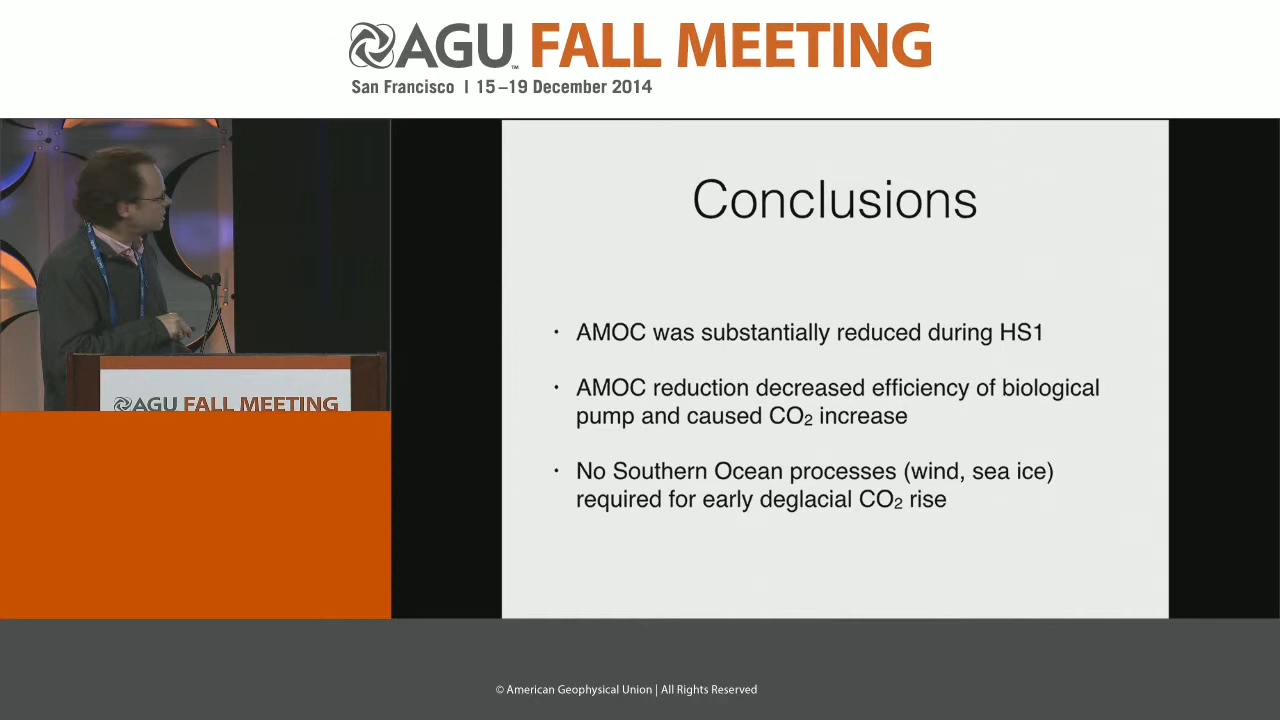 AGU™ FALL MEETING
San Francisco | 15–19 December 2014
Conclusions
• AMOC was substantially reduced during HS1
• AMOC reduction decreased efficiency of biological
pump and caused CO₂ increase
• No Southern Ocean processes (wind, sea ice)
required for early deglacial CO₂ rise
AGU FALL MEETING
© American Geophysical Union | All Rights Reserved